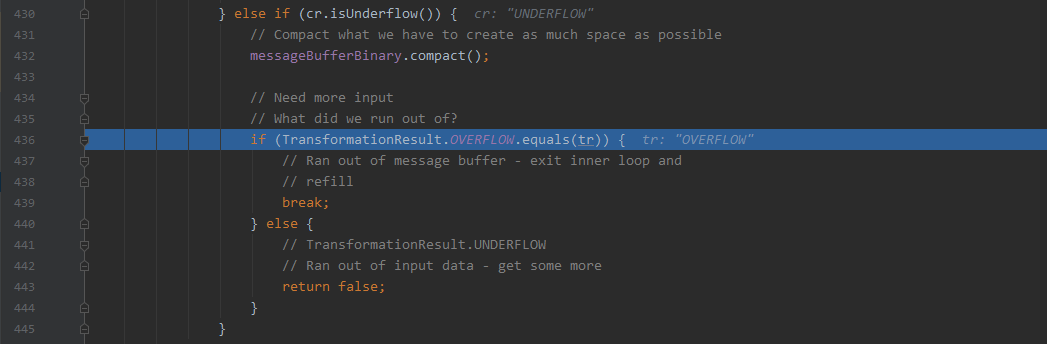 430 } else if (cr.isUnderflow()) { cr: "UNDERFLOW"
431 // Compact what we have to create as much space as possible
432 messageBufferBinary.compact();
433
434 // Need more input
435 // What did we run out of?
436 if (TransformationResult.OVERFLOW.equals(tr)) { tr: "OVERFLOW"
437 // Ran out of message buffer - exit inner loop and
438 // refill
439 break;
440 } else {
441 // TransformationResult.UNDERFLOW
442 // Ran out of input data - get some more
443 return false;
444 }
445 }